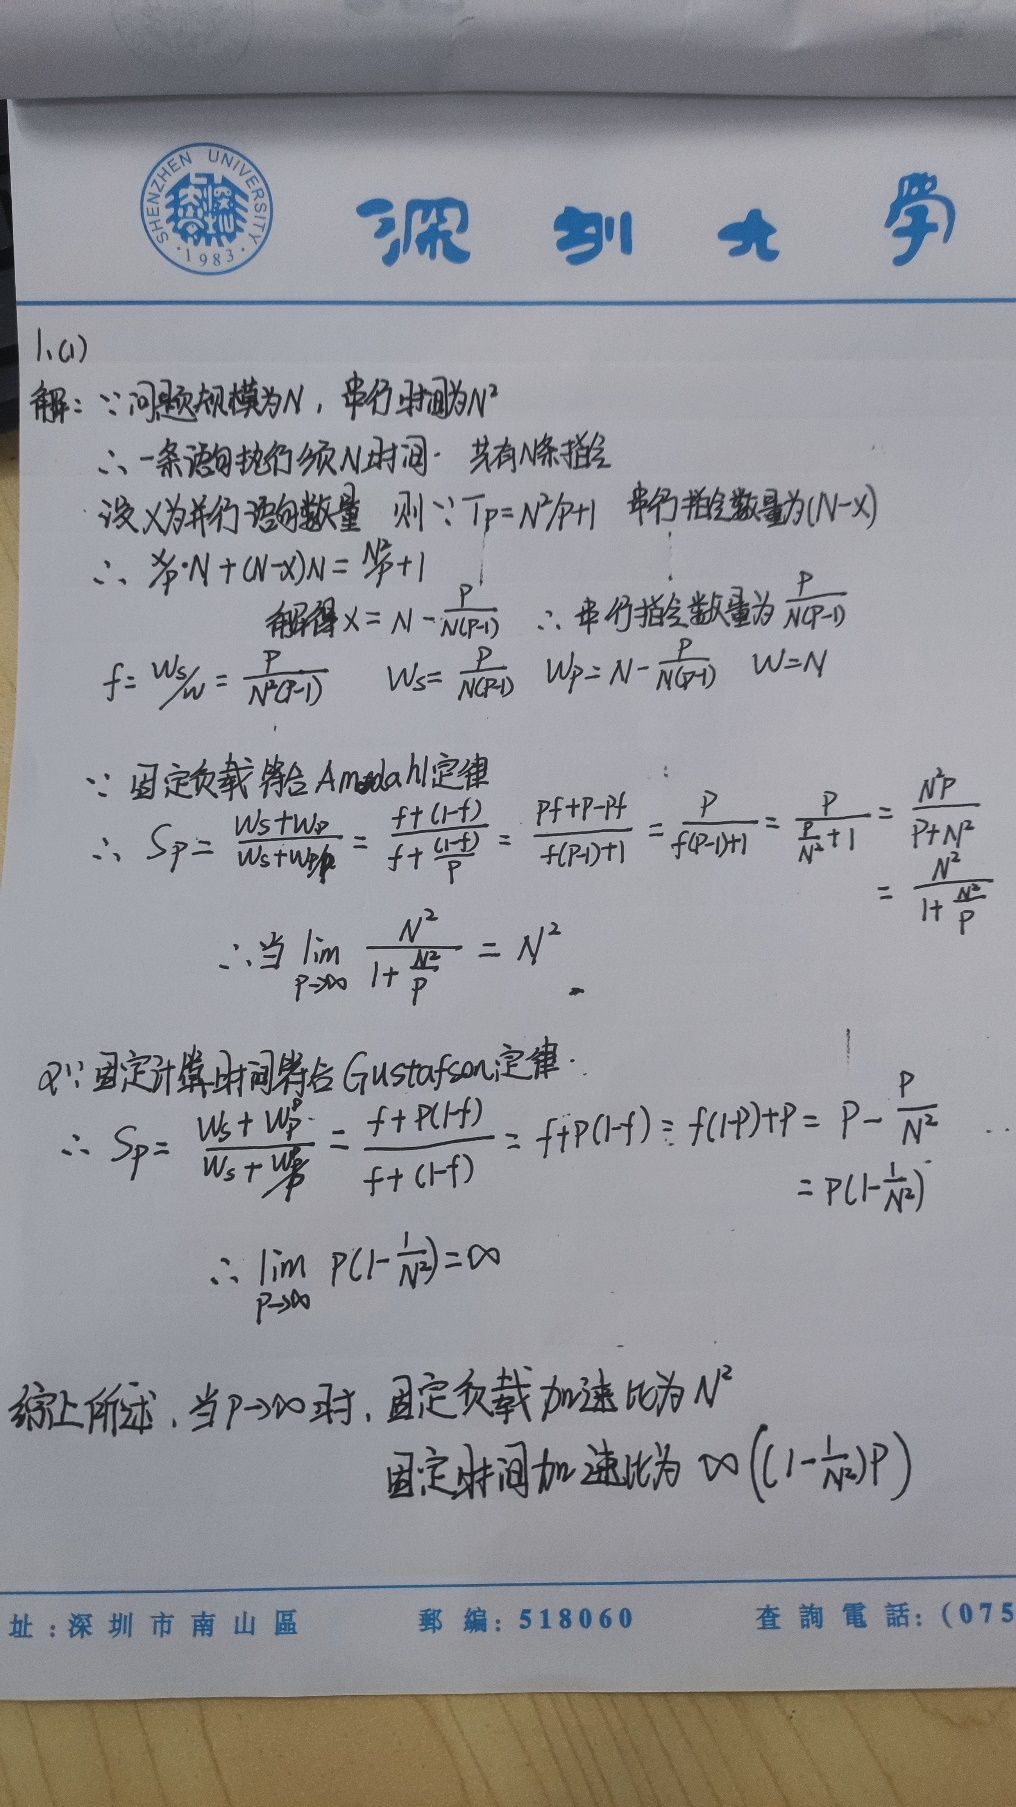 SHENZHEN UNIVERSITY
·1983·
深圳大学
1、(1)
解：∵问题规模为N，串行时间为N²
∴一条语句执行须N时间. 共有N条指令
设X为并行语句数量 则∵Tp=N²/P+1 串行指令数量为(N-X)
∴ X/P·N+(N-X)N=N²/P+1
解得X=N-P/(N(P-1)) ∴串行指令数量为P/(N(P-1))
f=Ws/W=P/(N²(P-1)) Ws=P/(N(P-1)) Wp=N-P/(N(P-1)) W=N
∵固定负载符合Amdahl定律
∴ Sp=(Ws+Wp)/(Ws+Wp/p)=(f+(1-f))/(f+(1-f)/P)=(Pf+P-Pf)/(f(P-1)+1)=P/(f(P-1)+1)=P/(P/N²+1)=N²P/(P+N²)
=N²/(1+N²/P)
∴当lim P→∞ N²/(1+N²/P)=N²
又∵固定计算时间符合Gustafson定律.
∴ Sp=(Ws+WpP)/(Ws+WpP/P)=(f+P(1-f))/(f+(1-f))=f+P(1-f)=f(1-P)+P=P-P/N²
=P(1-1/N²)
∴ lim P→∞ P(1-1/N²)=∞
综上所述，当P→∞时，固定负载加速比为N²
固定时间加速比为∞((1-1/N²)P)
址:深圳市南山區 郵編:518060 查詢電話:(075